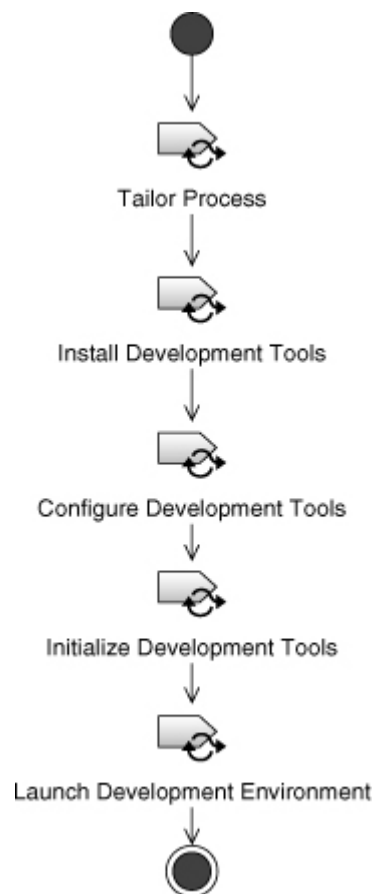 Tailor Process
Install Development Tools
Configure Development Tools
Initialize Development Tools
Launch Development Environment